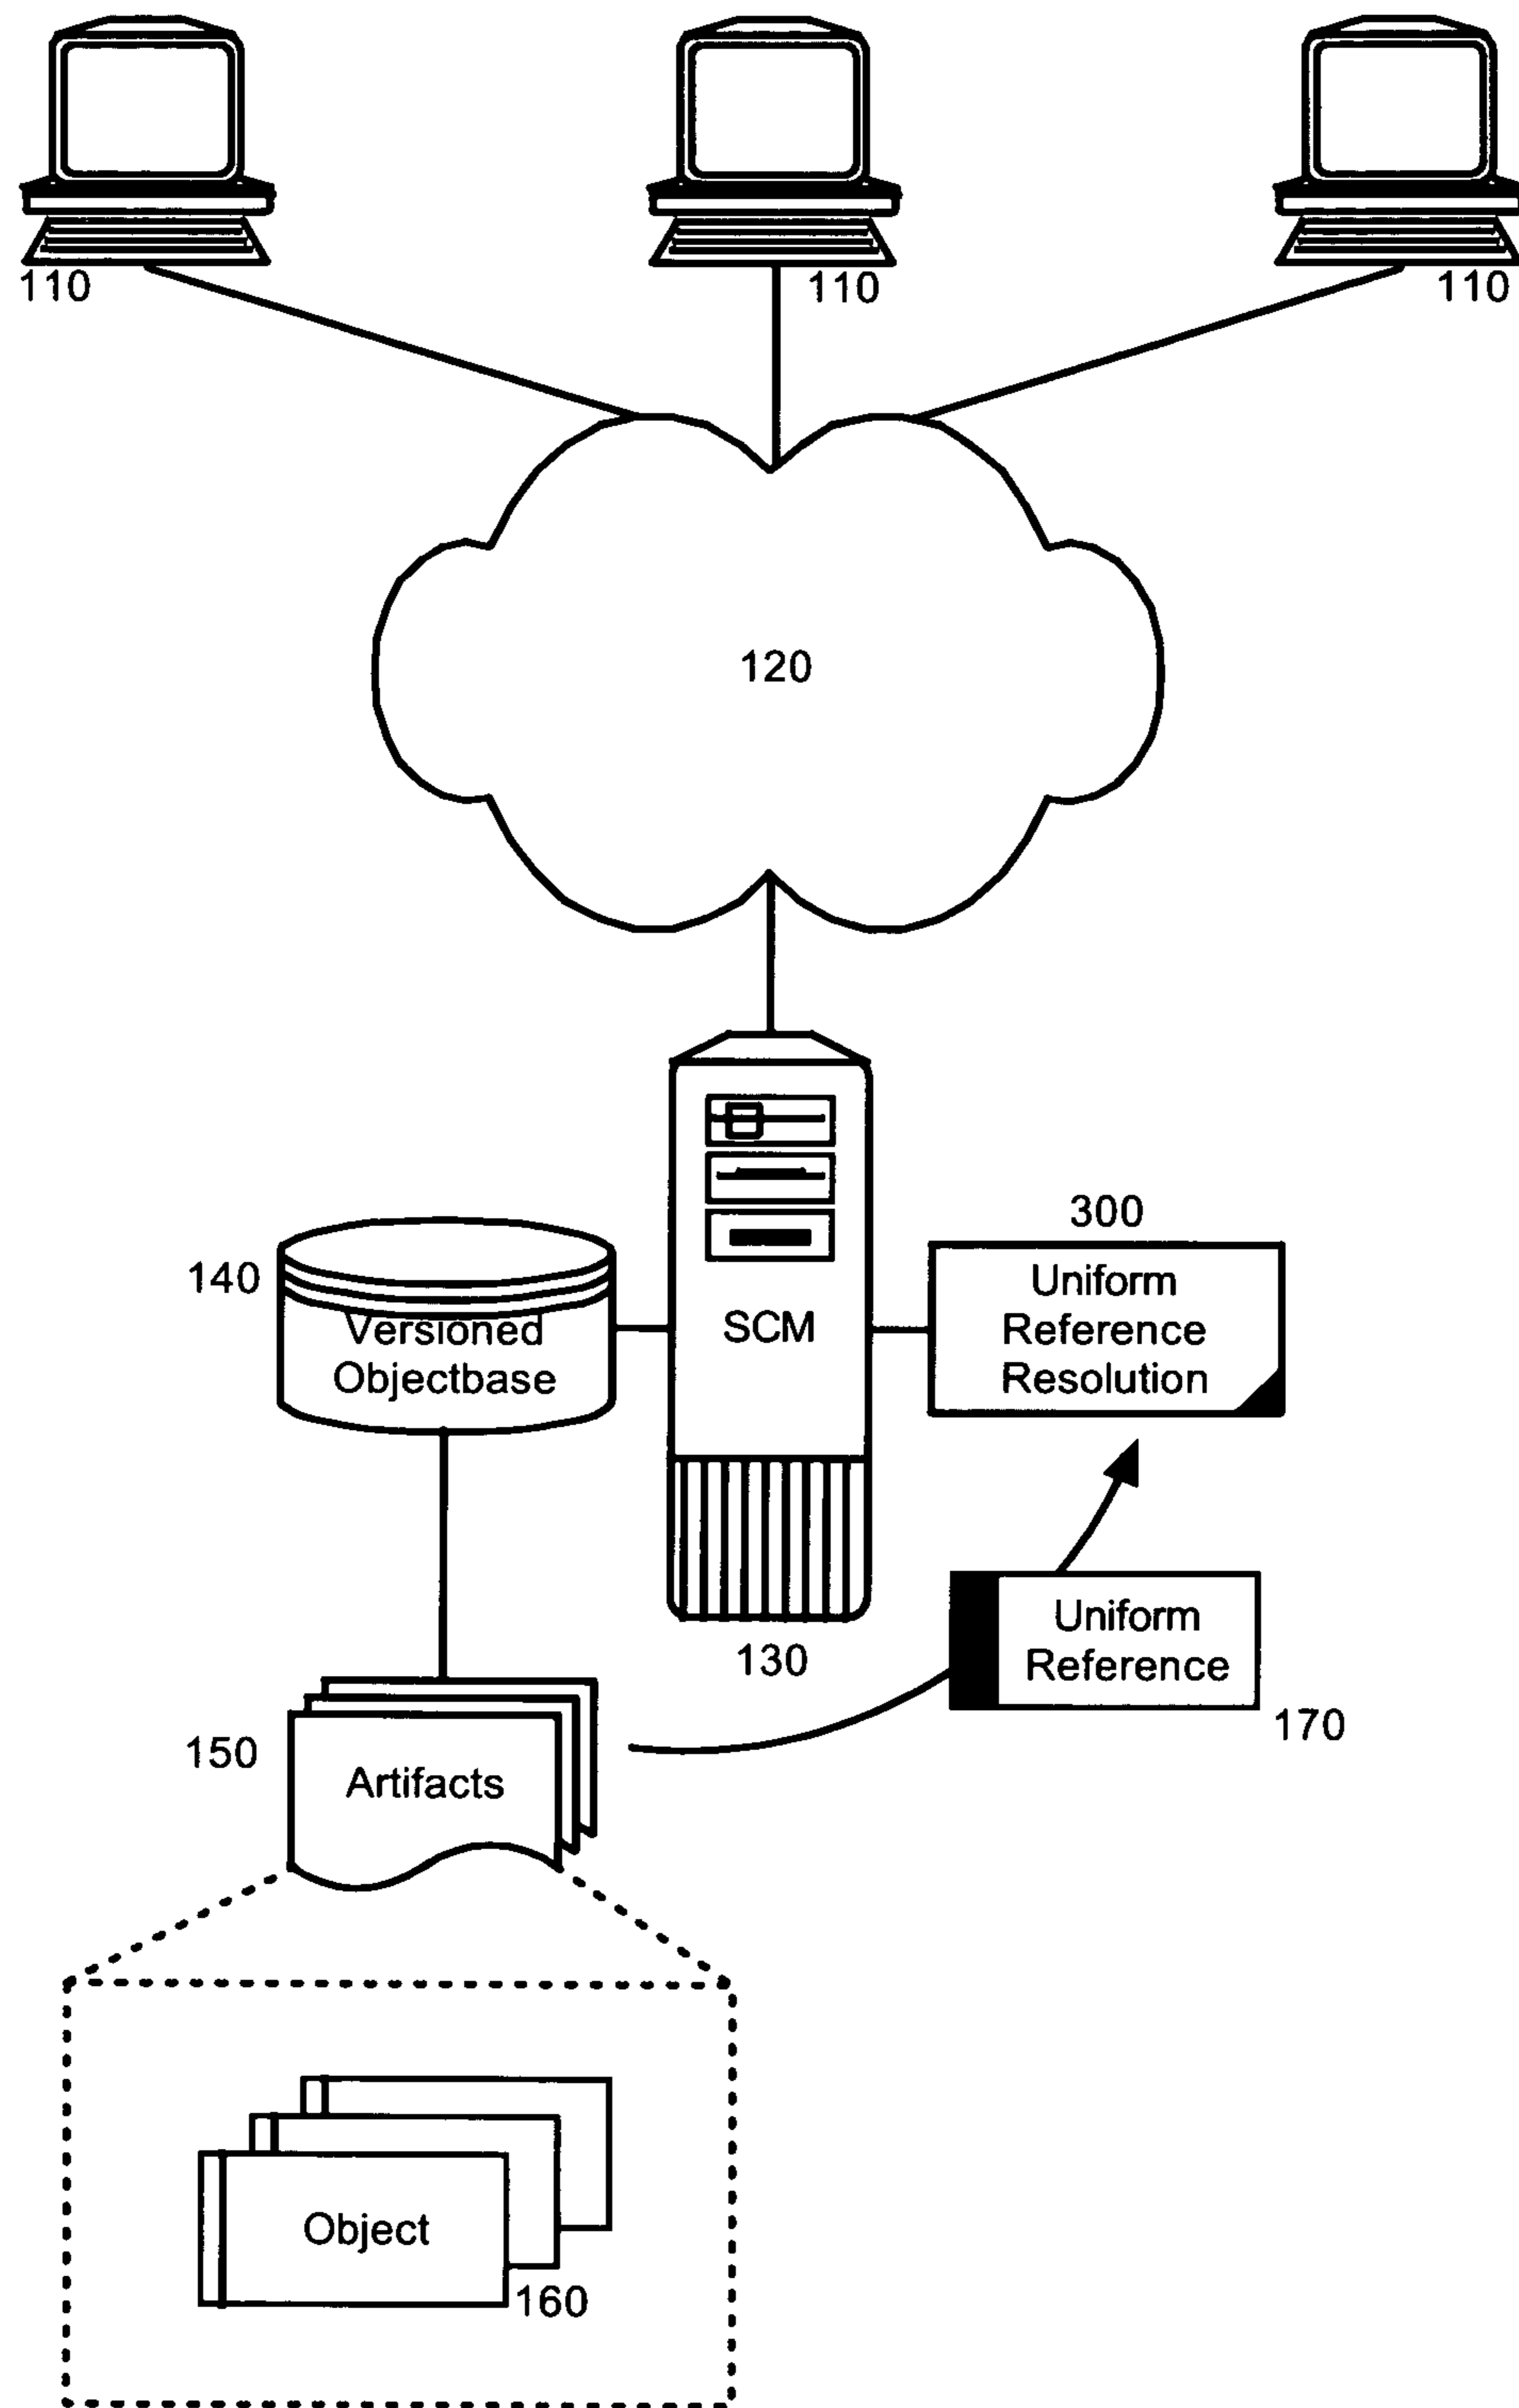 110
110
110
120
300
140
Versioned
Objectbase
SCM
Uniform
Reference
Resolution
130
Uniform
Reference
170
150
Artifacts
Object
160